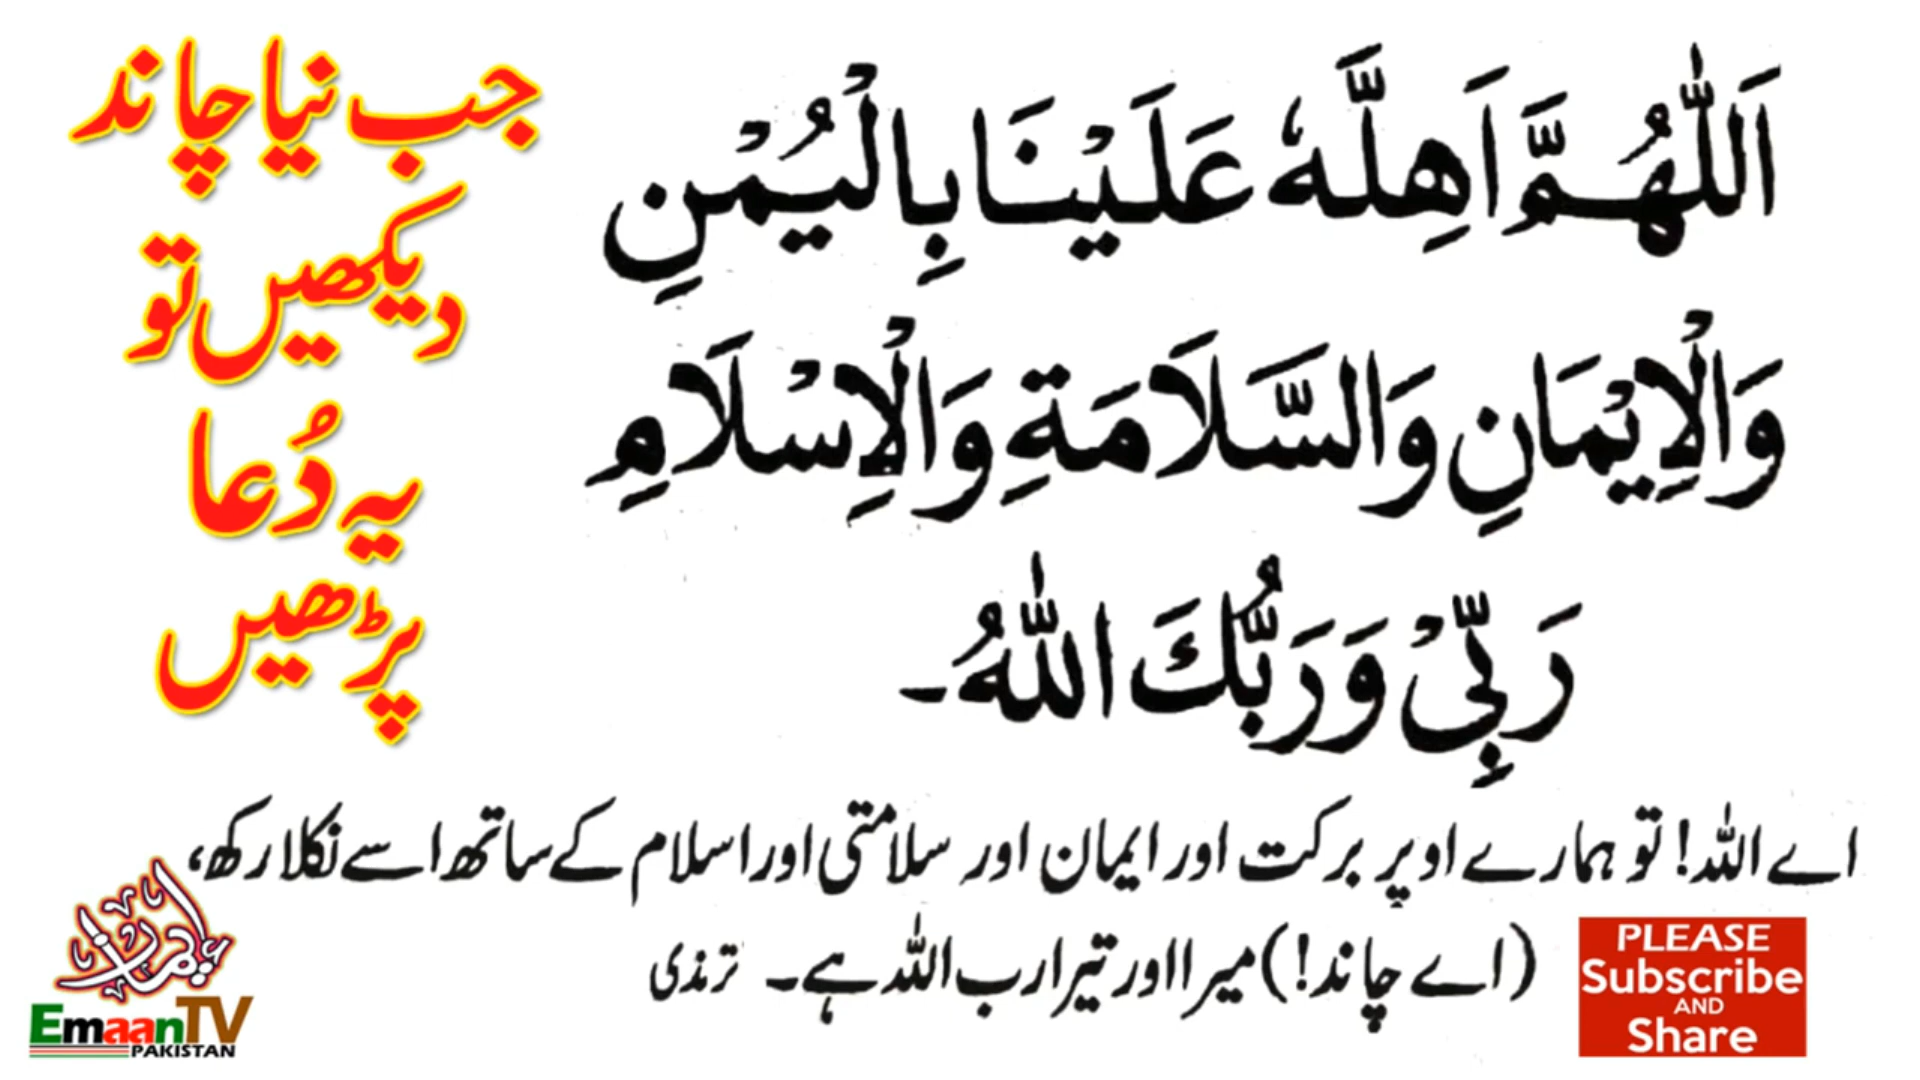 جب نیا چاند
دیکھیں تو
یہ دُعا
پڑھیں
اَللّٰهُمَّ اَهِلَّهٗ عَلَيْنَا بِالْيُمْنِ
وَالْاِيْمَانِ وَالسَّلَامَةِ وَالْاِسْلَامِ
رَبِّيْ وَرَبُّكَ اللّٰهُ۔
اے اللہ! تو ہمارے اوپر برکت اور ایمان اور سلامتی اور اسلام کے ساتھ اسے نکلا رکھ،
(اے چاند!) میرا اور تیرا رب اللہ ہے۔ ترمذی
EmaanTV
PAKISTAN
PLEASE
Subscribe
AND
Share